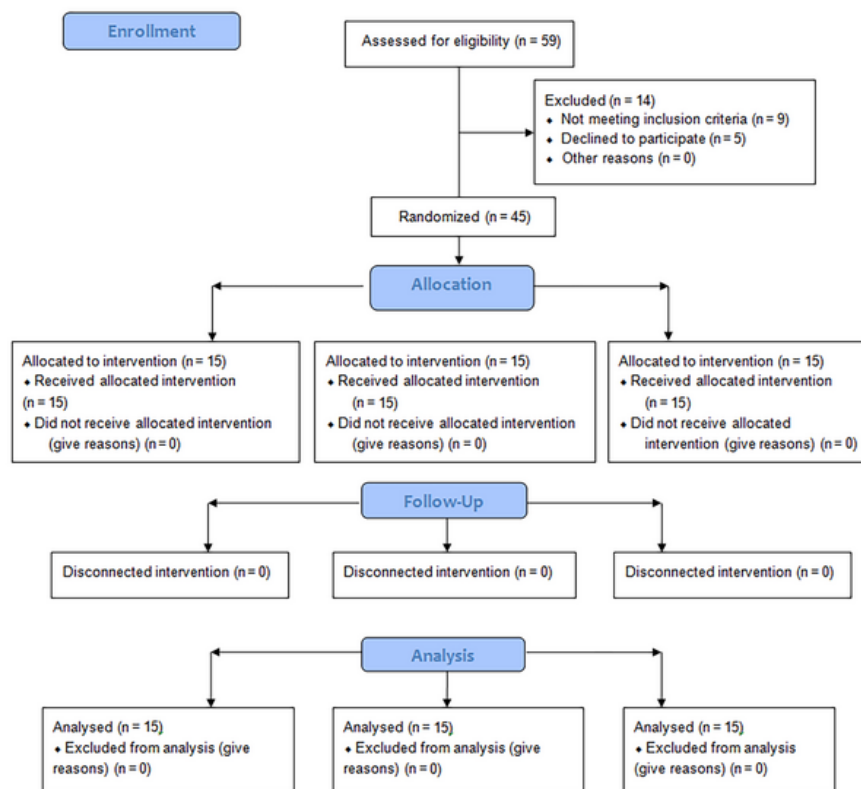 Enrollment
Assessed for eligibility (n = 59)
Excluded (n = 14)
♦ Not meeting inclusion criteria (n = 9)
♦ Declined to participate (n = 5)
♦ Other reasons (n = 0)
Randomized (n = 45)
Allocation
Allocated to intervention (n = 15)
♦ Received allocated intervention
(n = 15)
♦ Did not receive allocated intervention
(give reasons) (n = 0)
Allocated to intervention (n = 15)
♦ Received allocated intervention
(n = 15)
♦ Did not receive allocated intervention
(give reasons) (n = 0)
Allocated to intervention (n = 15)
♦ Received allocated intervention
(n = 15)
♦ Did not receive allocated
intervention (give reasons) (n = 0)
Follow-Up
Disconnected intervention (n = 0)
Disconnected intervention (n = 0)
Disconnected intervention (n = 0)
Analysis
Analysed (n = 15)
♦ Excluded from analysis (give
reasons) (n = 0)
Analysed (n = 15)
♦ Excluded from analysis (give
reasons) (n = 0)
Analysed (n = 15)
♦ Excluded from analysis
(give reasons) (n = 0)